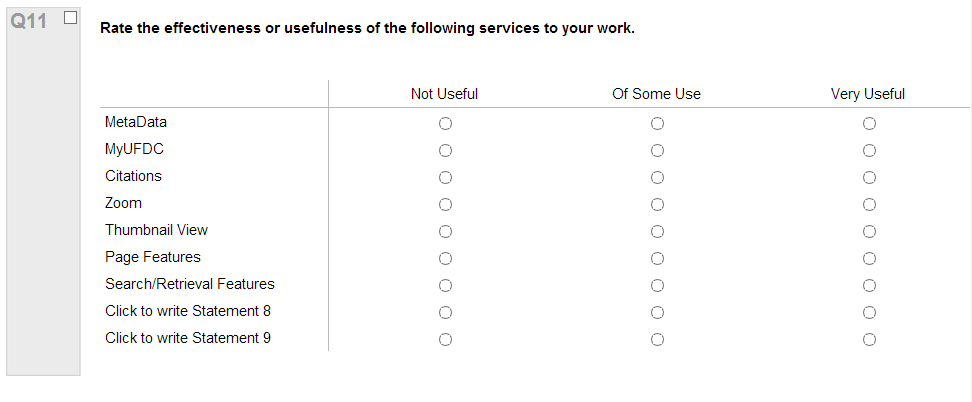 Q11
Rate the effectiveness or usefulness of the following services to your work.
Not Useful Of Some Use Very Useful
MetaData
MyUFDC
Citations
Zoom
Thumbnail View
Page Features
Search/Retrieval Features
Click to write Statement 8
Click to write Statement 9